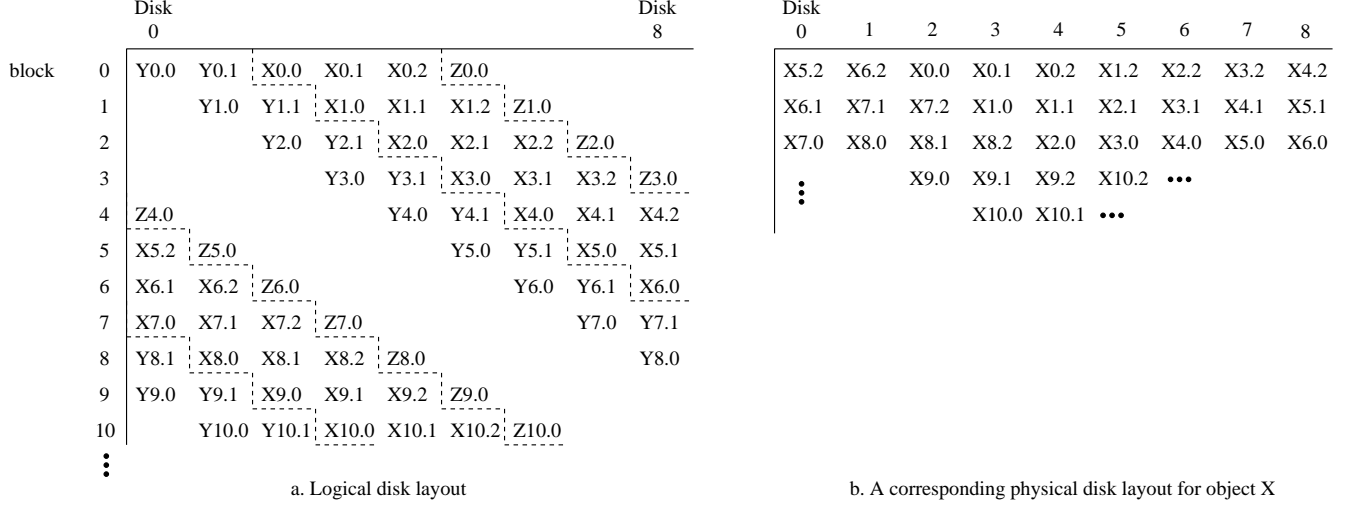 Disk Disk
0 8
block 0 Y0.0 Y0.1 X0.0 X0.1 X0.2 Z0.0
1 Y1.0 Y1.1 X1.0 X1.1 X1.2 Z1.0
2 Y2.0 Y2.1 X2.0 X2.1 X2.2 Z2.0
3 Y3.0 Y3.1 X3.0 X3.1 X3.2 Z3.0
4 Z4.0 Y4.0 Y4.1 X4.0 X4.1 X4.2
5 X5.2 Z5.0 Y5.0 Y5.1 X5.0 X5.1
6 X6.1 X6.2 Z6.0 Y6.0 Y6.1 X6.0
7 X7.0 X7.1 X7.2 Z7.0 Y7.0 Y7.1
8 Y8.1 X8.0 X8.1 X8.2 Z8.0 Y8.0
9 Y9.0 Y9.1 X9.0 X9.1 X9.2 Z9.0
10 Y10.0 Y10.1 X10.0 X10.1 X10.2 Z10.0
a. Logical disk layout
Disk
0 1 2 3 4 5 6 7 8
X5.2 X6.2 X0.0 X0.1 X0.2 X1.2 X2.2 X3.2 X4.2
X6.1 X7.1 X7.2 X1.0 X1.1 X2.1 X3.1 X4.1 X5.1
X7.0 X8.0 X8.1 X8.2 X2.0 X3.0 X4.0 X5.0 X6.0
X9.0 X9.1 X9.2 X10.2 •••
X10.0 X10.1 •••
b. A corresponding physical disk layout for object X